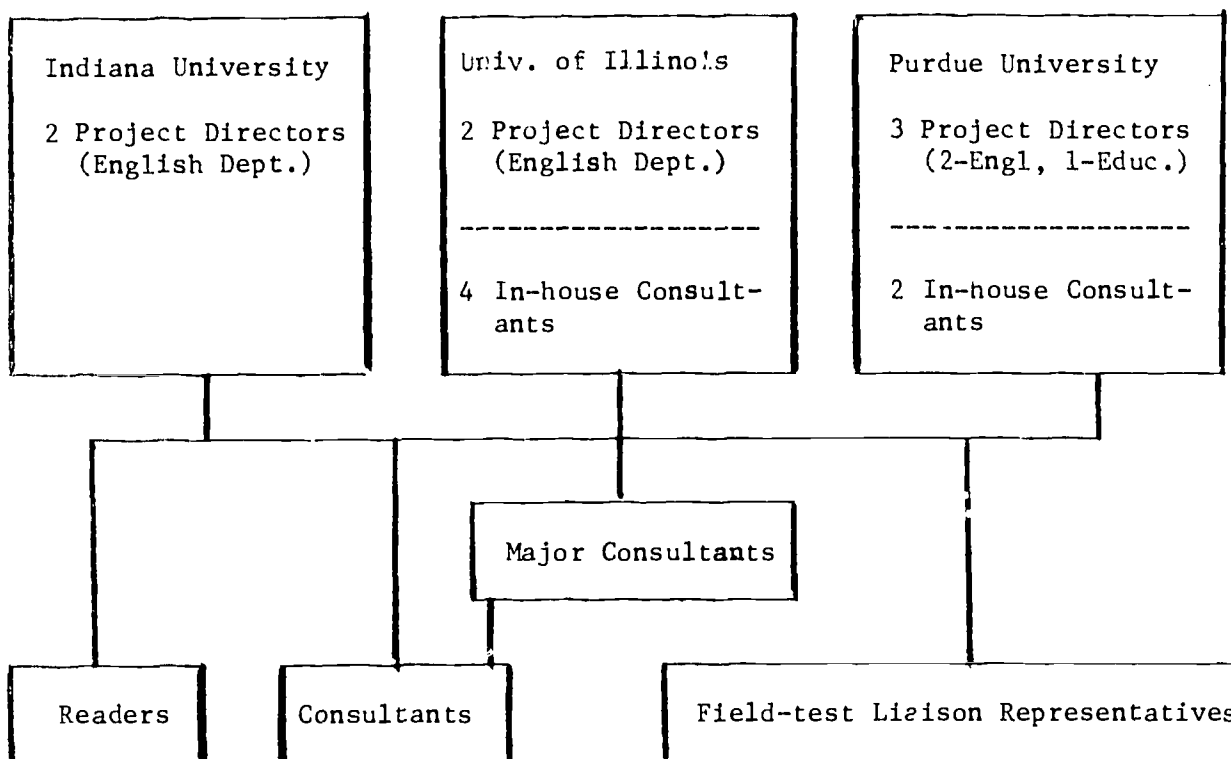 Indiana University
2 Project Directors
(English Dept.)
Univ. of Illinois
2 Project Directors
(English Dept.)
--------------------
4 In-house Consult-
ants
Purdue University
3 Project Directors
(2-Engl, 1-Educ.)
--------------------
2 In-house Consult-
ants
Major Consultants
Readers
Consultants
Field-test Liaison Representatives